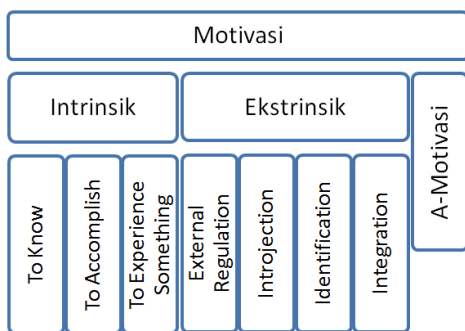 Motivasi
Intrinsik
Ekstrinsik
A-Motivasi
To Know
To Accomplish
To Experience
Something
External
Regulation
Introjection
Identification
Integration